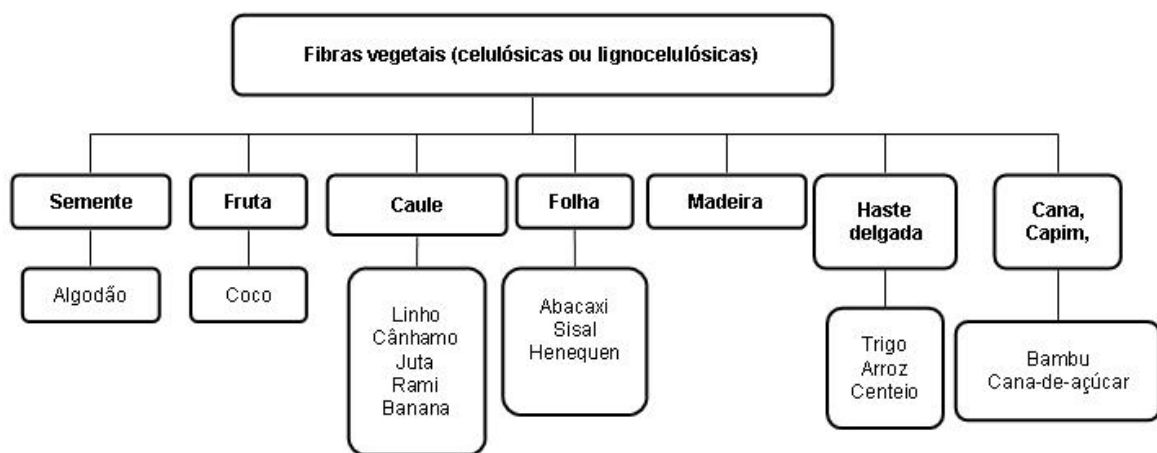 Fibras vegetais (celulósicas ou lignocelulósicas)
Semente
Fruta
Caule
Folha
Madeira
Haste
delgada
Cana,
Capim,
Algodão
Coco
Linho
Cânhamo
Juta
Rami
Banana
Abacaxi
Sisal
Henequen
Trigo
Arroz
Centeio
Bambu
Cana-de-açúcar